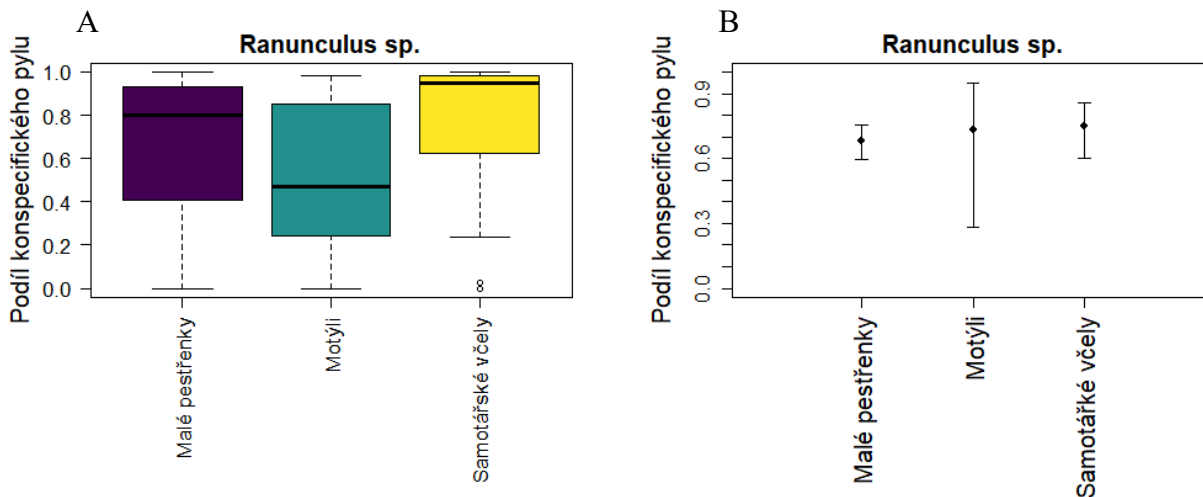 A
Ranunculus sp.
Podíl konspecifického pylu
1.0
0.8
0.6
0.4
0.2
0.0
Malé pestřenky
Motýli
Samotářské včely
B
Ranunculus sp.
Podíl konspecifického pylu
0.9
0.6
0.3
0.0
Malé pestřenky
Motýli
Samotářké včely